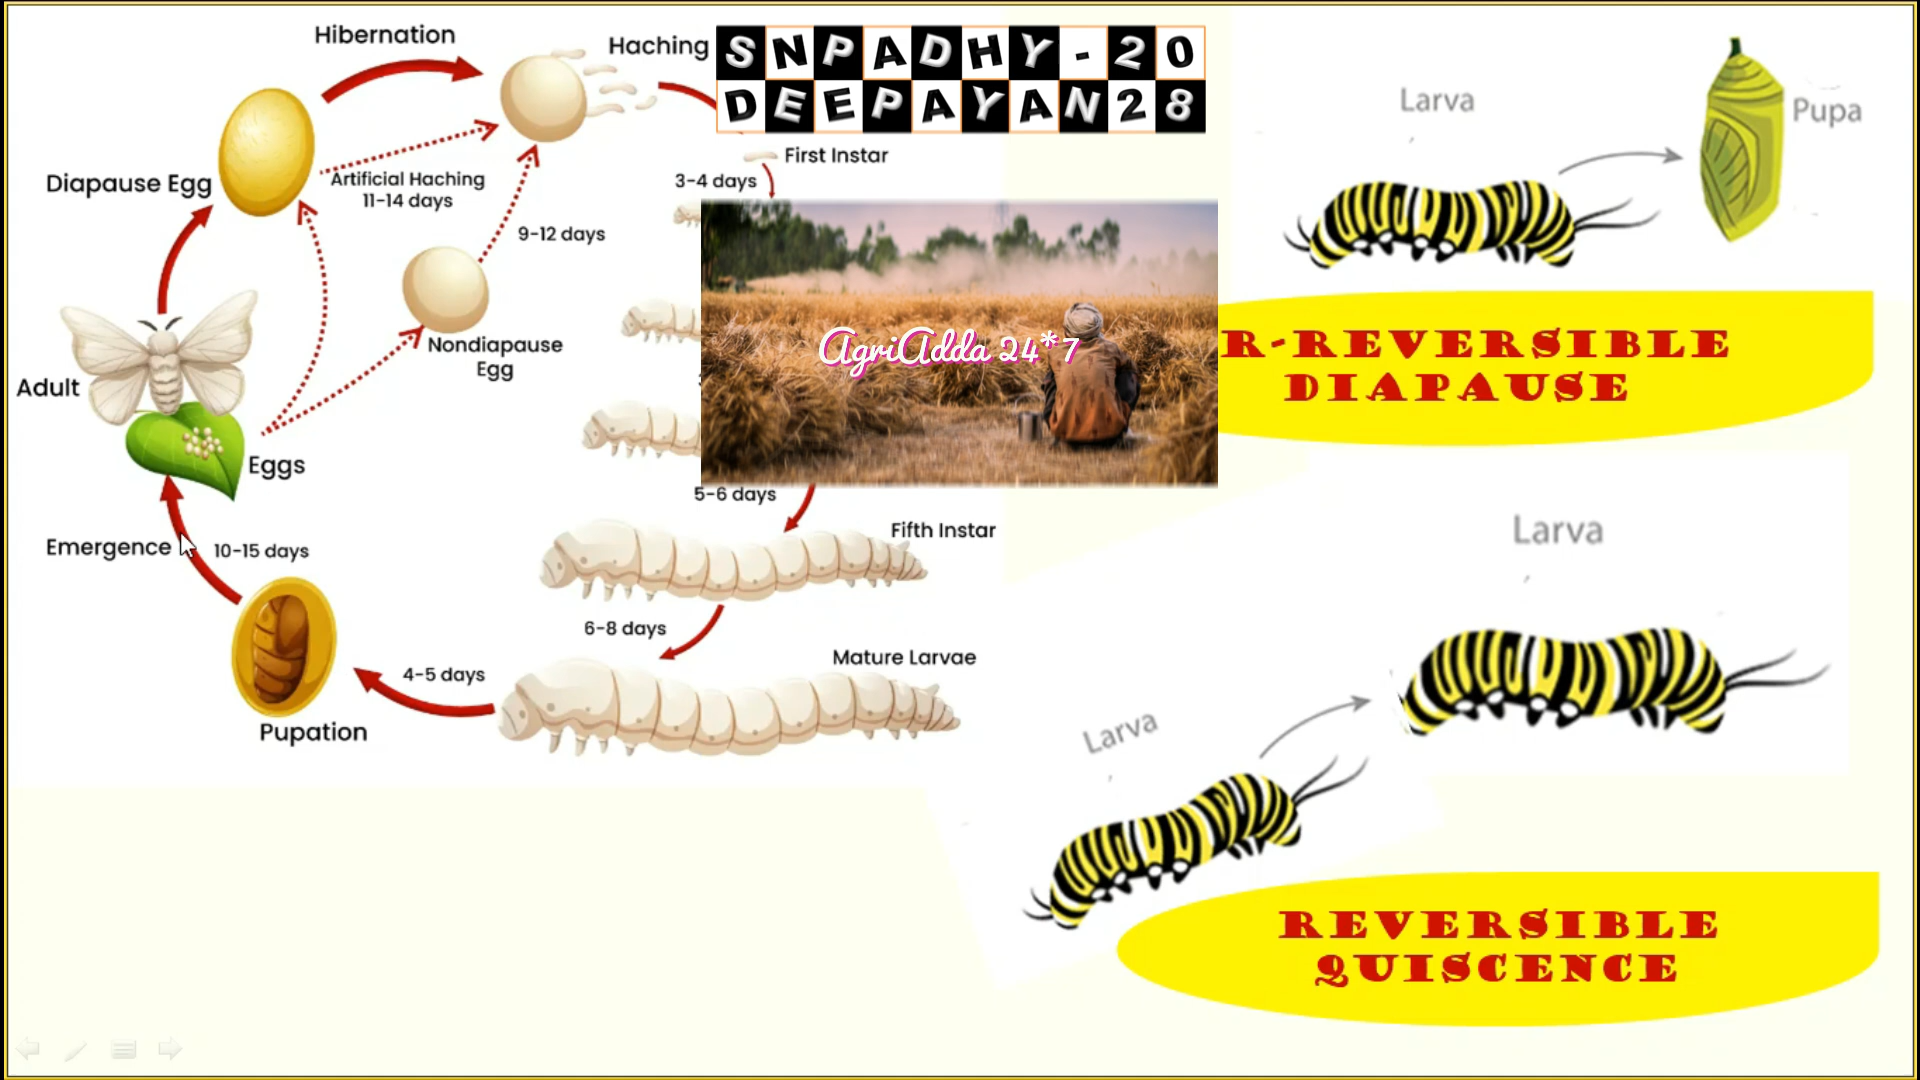 Hibernation
Haching
SNPADHY-20
DEEPAYAN28
Diapause Egg
Artificial Haching
11-14 days
9-12 days
First Instar
3-4 days
Nondiapause
Egg
Adult
Eggs
AgriAdda 24*7
5-6 days
Fifth Instar
Emergence
10-15 days
6-8 days
Mature Larvae
4-5 days
Pupation
Larva
Pupa
R-REVERSIBLE
DIAPAUSE
Larva
Larva
REVERSIBLE
QUISCENCE